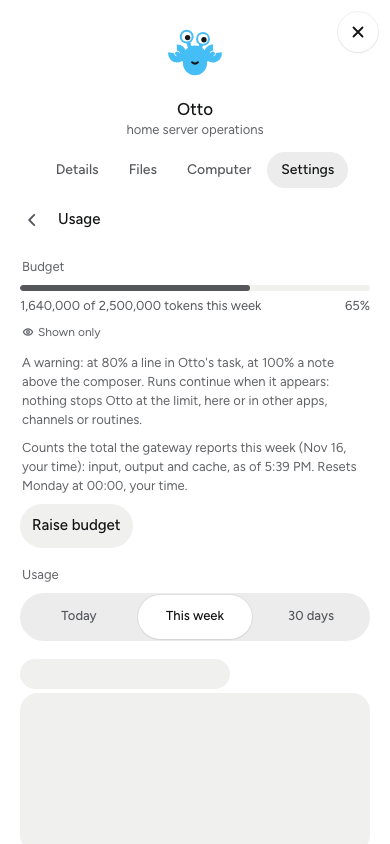 Otto
home server operations
Details
Files
Computer
Settings
Usage
Budget
1,640,000 of 2,500,000 tokens this week
65%
Shown only
A warning: at 80% a line in Otto's task, at 100% a note
above the composer. Runs continue when it appears:
nothing stops Otto at the limit, here or in other apps,
channels or routines.
Counts the total the gateway reports this week (Nov 16,
your time): input, output and cache, as of 5:39 PM. Resets
Monday at 00:00, your time.
Raise budget
Usage
Today
This week
30 days